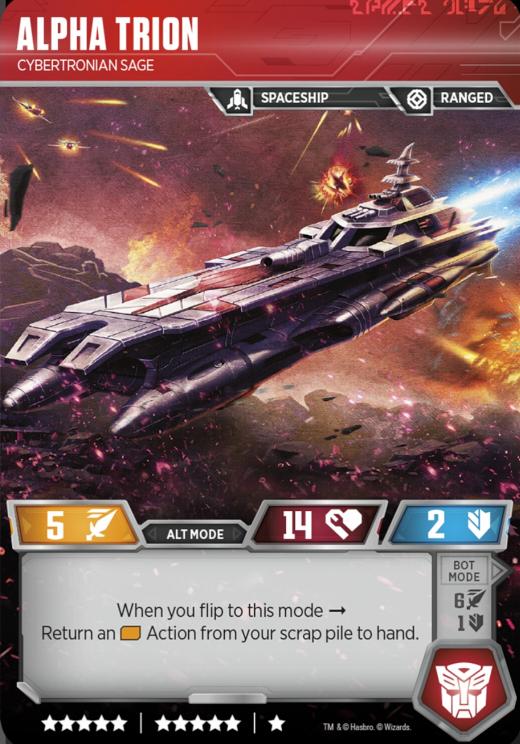 ALPHA TRION
CYBERTRONIAN SAGE
SPACESHIP
RANGED
5
ALT MODE
14
2
BOT
MODE
6
1
When you flip to this mode →
Return an Action from your scrap pile to hand.
TM & © Hasbro. © Wizards.